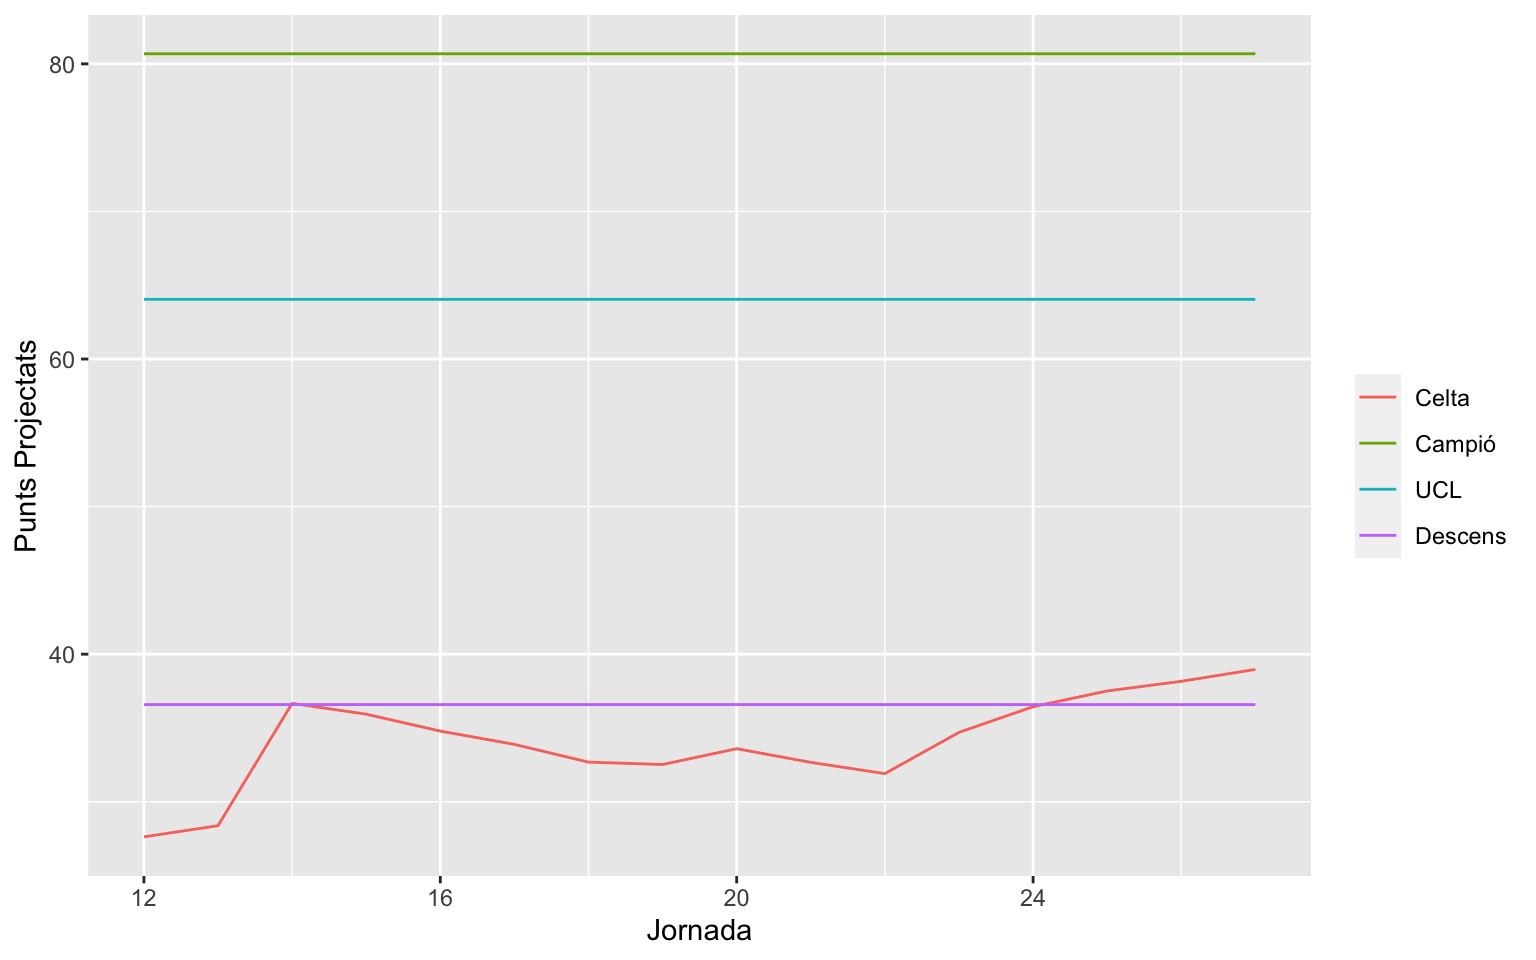 80
60
40
Punts Projectats
12 16 20 24
Jornada
Celta
Campió
UCL
Descens